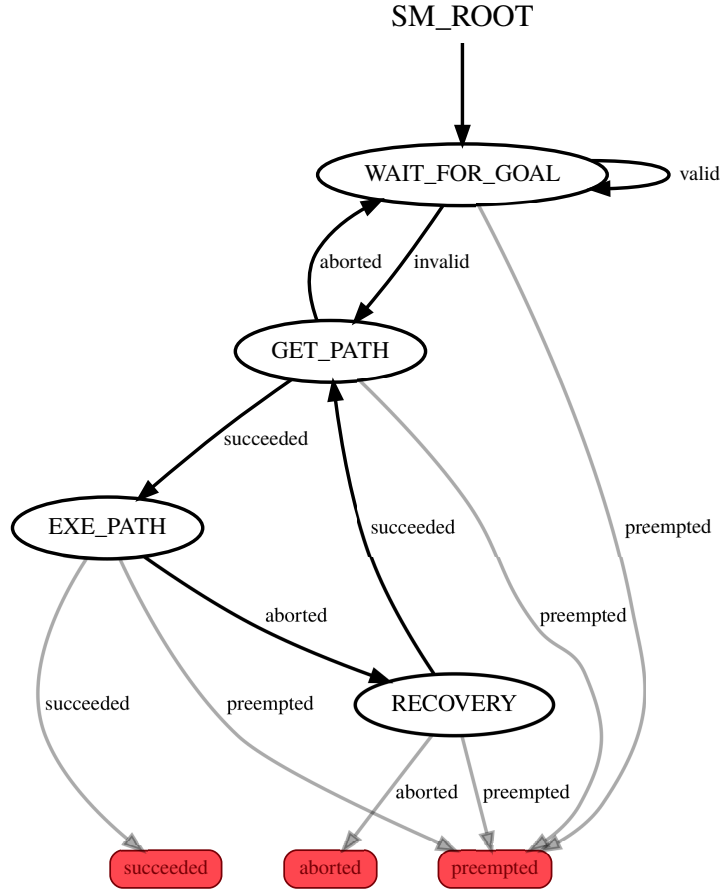 SM_ROOT
WAIT_FOR_GOAL
valid
aborted
invalid
GET_PATH
succeeded
EXE_PATH
succeeded
preempted
aborted
preempted
RECOVERY
succeeded
preempted
aborted
preempted
succeeded
aborted
preempted